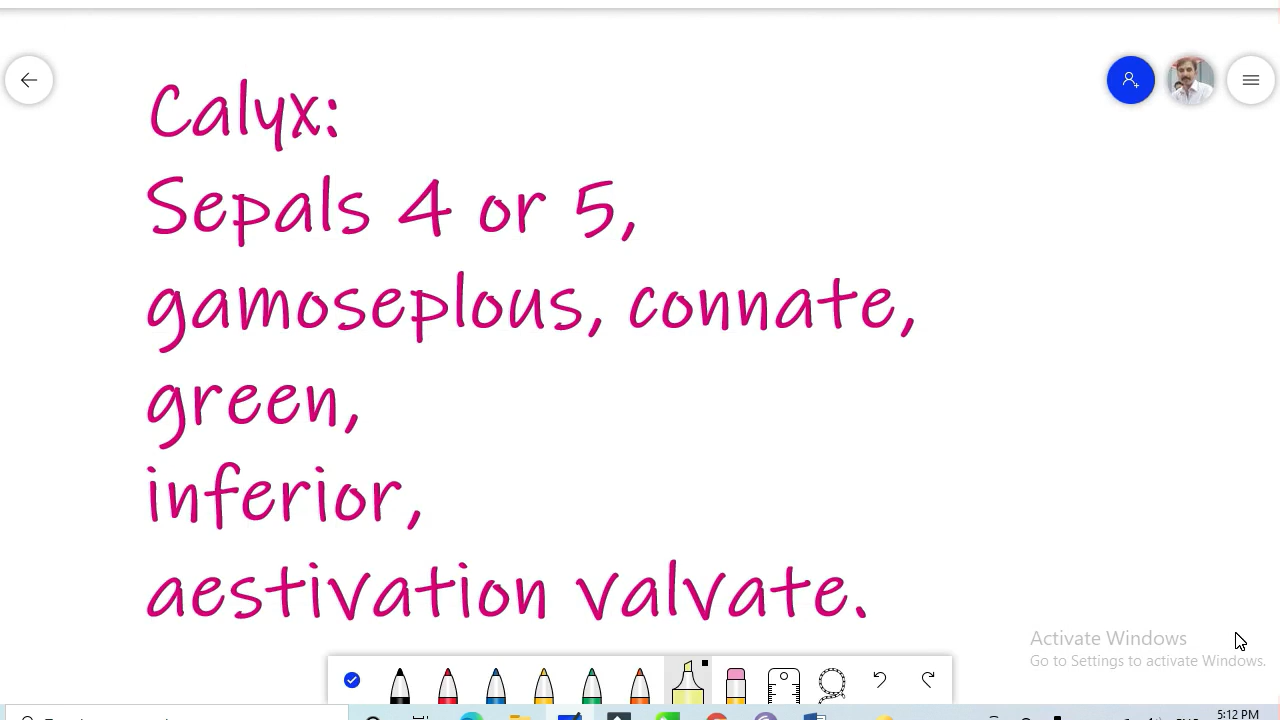 Calyx:
Sepals 4 or 5,
gamoseplous, connate,
green,
inferior,
aestivation valvate.
Activate Windows
Go to Settings to activate Windows.
5:12 PM